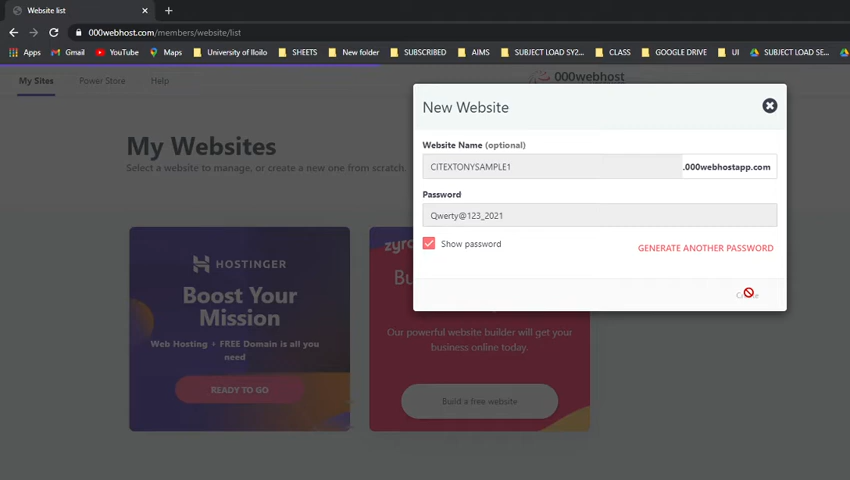 Website list
000webhost.com/members/website/list
Apps Gmail YouTube Maps University of Iloilo SHEETS New folder SUBSCRIBED AIMS SUBJECT LOAD SY2... CLASS GOOGLE DRIVE UI SUBJECT LOAD SE...
My Sites Power Store Help
000webhost
New Website
My Websites
Select a website to manage, or create a new one from scratch.
Website Name (optional)
CITEXTONYSAMPLE1 .000webhostapp.com
Password
Qwerty@123_2021
Show password GENERATE ANOTHER PASSWORD
HOSTINGER
Boost Your
Mission
Web Hosting + FREE Domain is all you
need
READY TO GO
zyro
Our powerful website builder will get your
business online today.
Build a free website